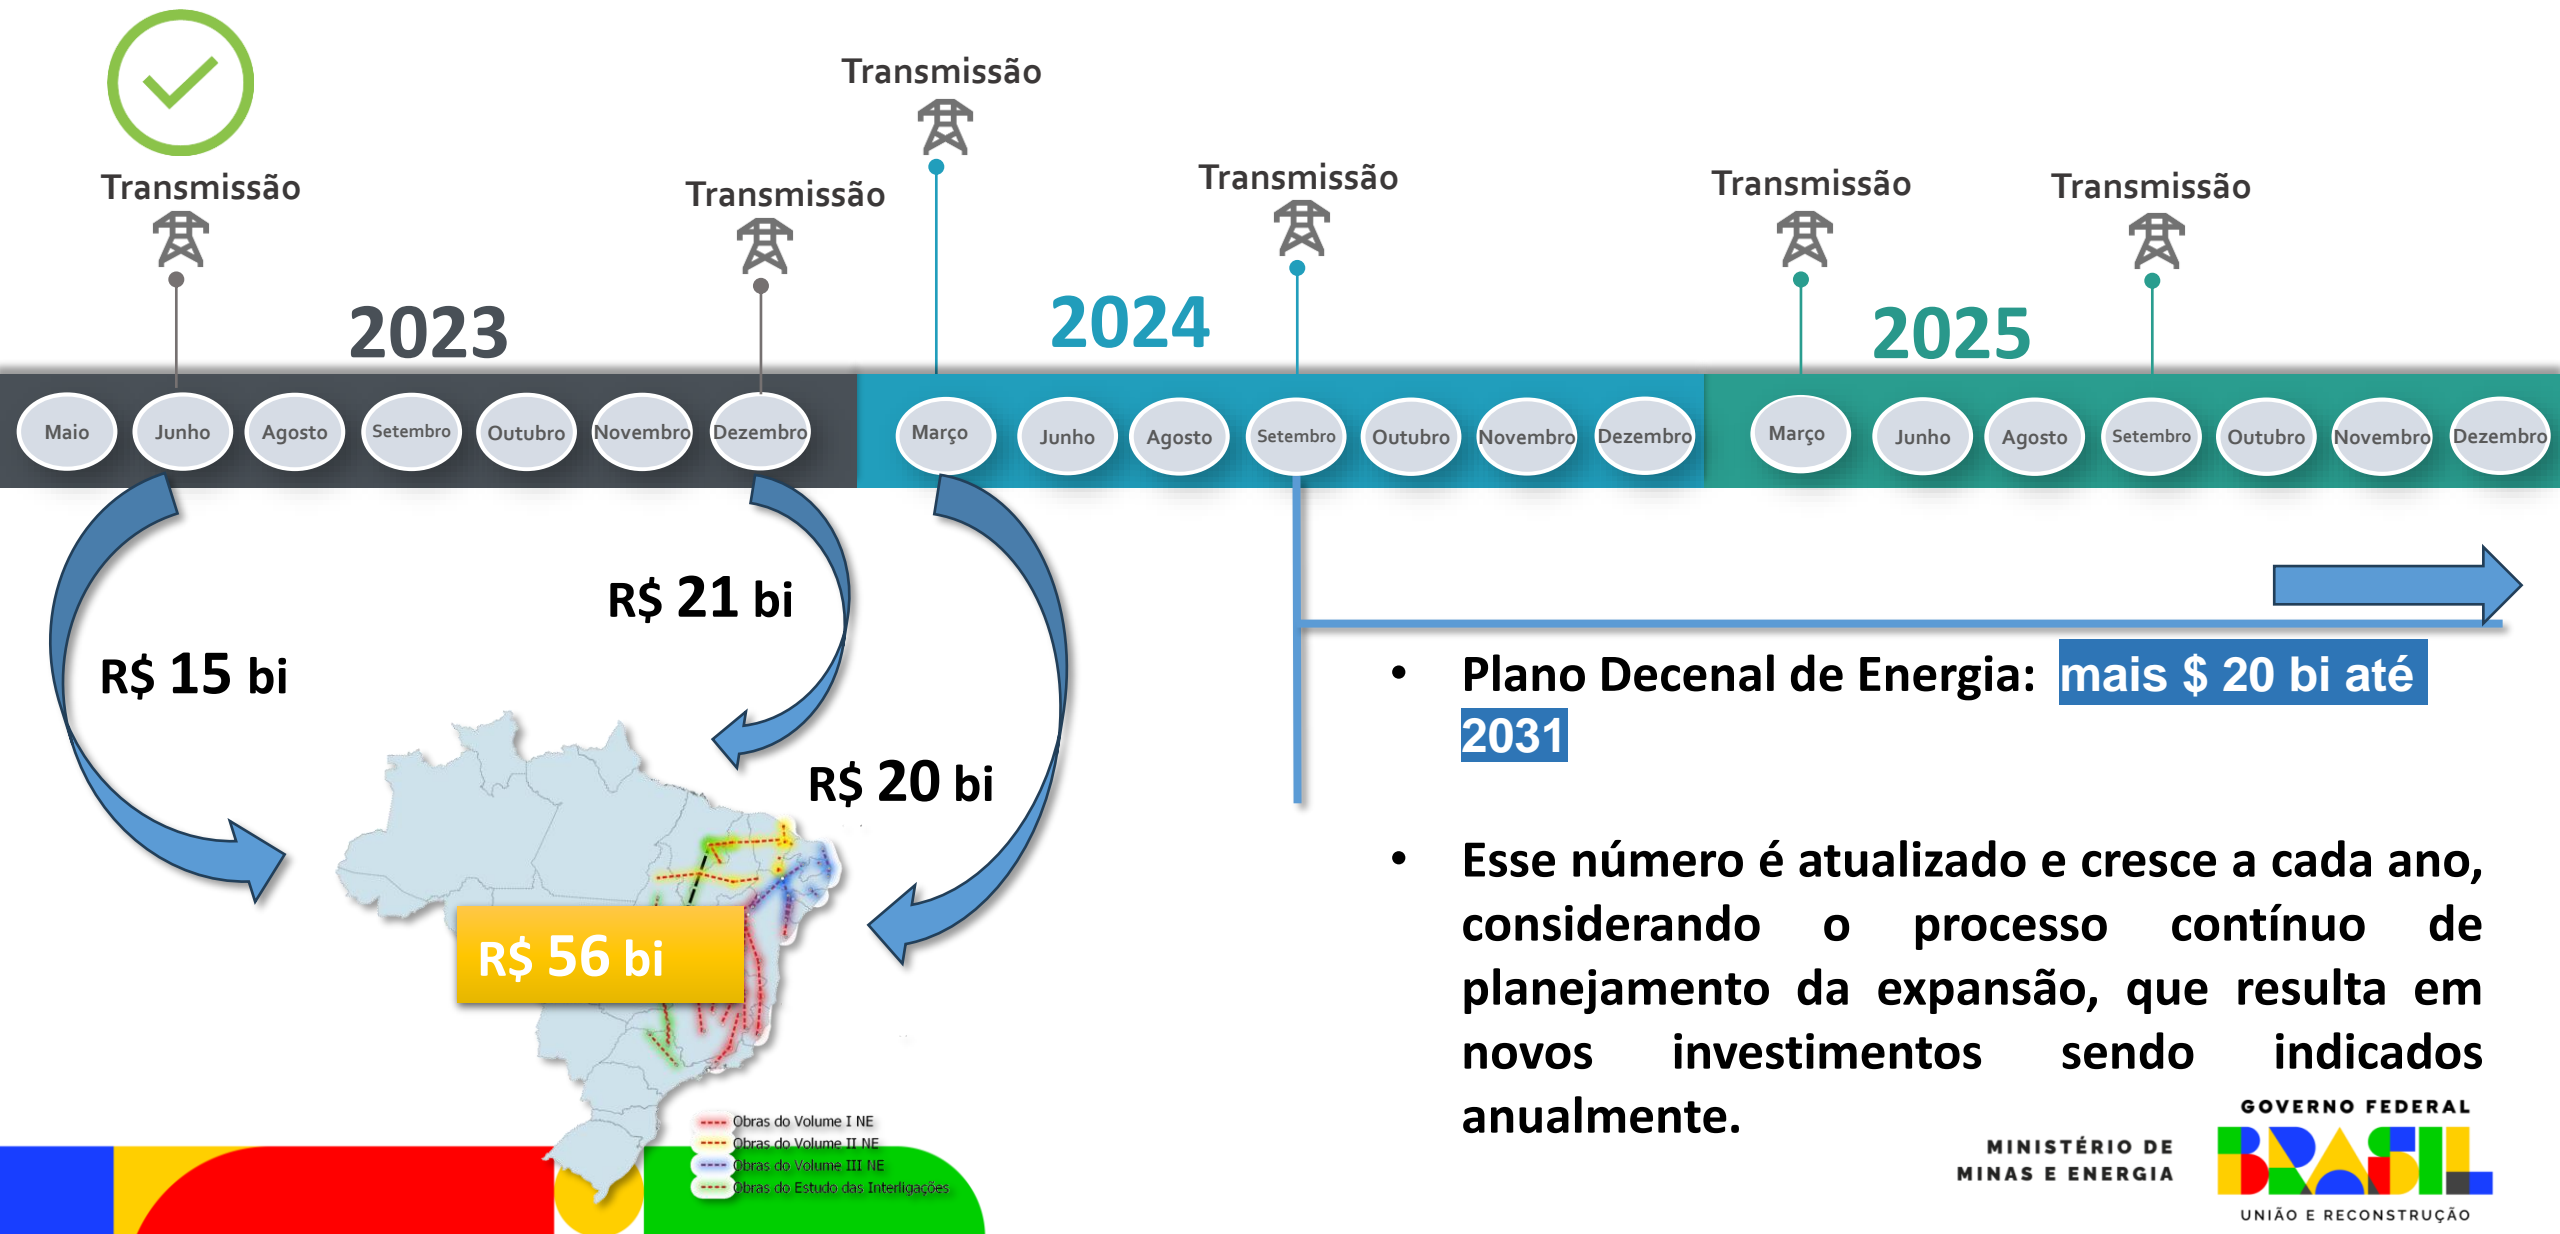 Transmissão
Transmissão
Transmissão
Transmissão
Transmissão
Transmissão
2023
2024
2025
Maio
Junho
Agosto
Setembro
Outubro
Novembro
Dezembro
Março
Junho
Agosto
Setembro
Outubro
Novembro
Dezembro
Março
Junho
Agosto
Setembro
Outubro
Novembro
Dezembro
R$ 15 bi
R$ 21 bi
R$ 20 bi
R$ 56 bi
• Plano Decenal de Energia: mais $ 20 bi até
2031
• Esse número é atualizado e cresce a cada ano,
considerando o processo contínuo de
planejamento da expansão, que resulta em
novos investimentos sendo indicados
anualmente.
Obras do Volume I NE
Obras do Volume II NE
Obras do Volume III NE
Obras do Estudo das Interligações
MINISTÉRIO DE
MINAS E ENERGIA
GOVERNO FEDERAL
BRASIL
UNIÃO E RECONSTRUÇÃO